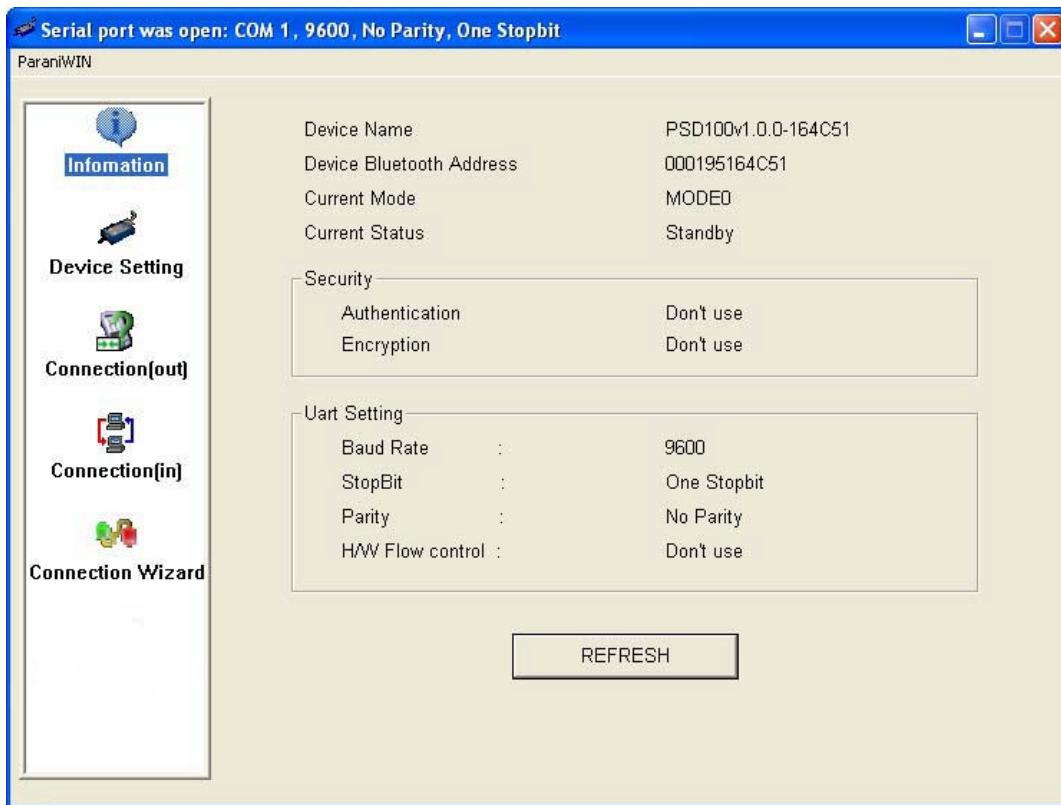 Serial port was open: COM 1, 9600, No Parity, One Stopbit
ParaniWIN
Infomation
Device Setting
Connection(out)
Connection(in)
Connection Wizard
Device Name PSD100v1.0.0-164C51
Device Bluetooth Address 000195164C51
Current Mode MODE0
Current Status Standby
Security
Authentication Don't use
Encryption Don't use
Uart Setting
Baud Rate : 9600
StopBit : One Stopbit
Parity : No Parity
H/W Flow control : Don't use
REFRESH